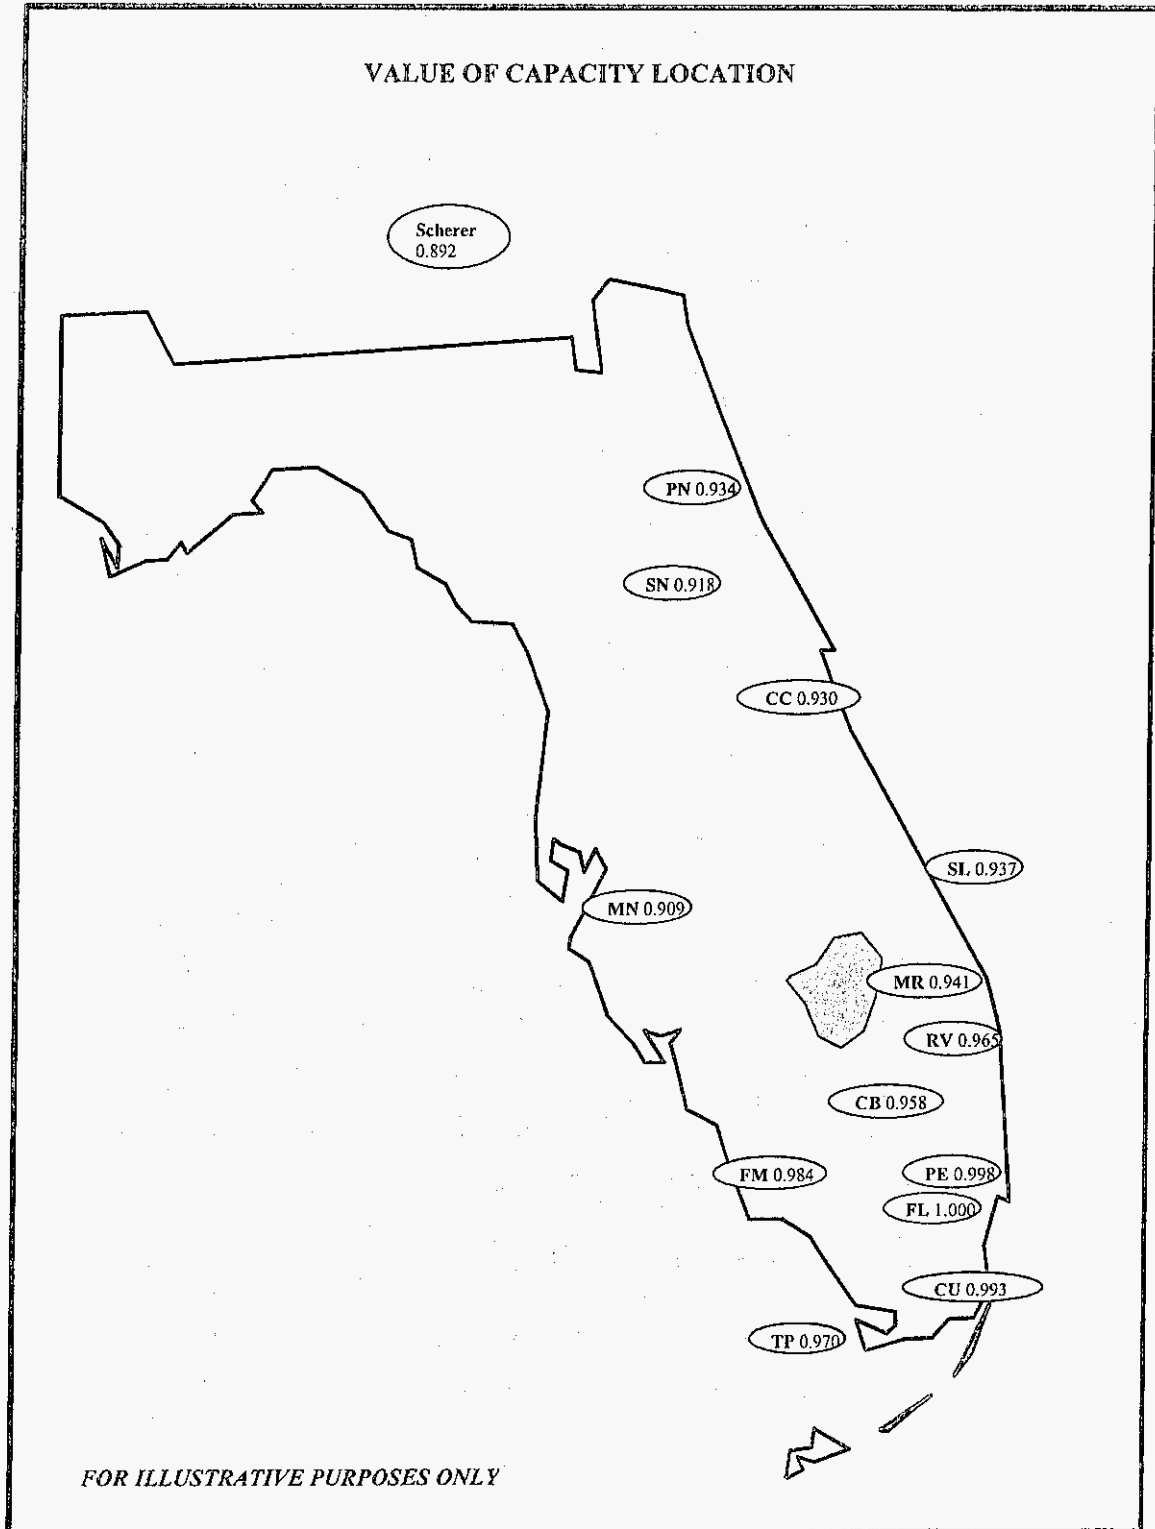 VALUE OF CAPACITY LOCATION
Scherer
0.892
PN 0.934
SN 0.918
CC 0.930
SL 0.937
MN 0.909
MR 0.941
RV 0.965
CB 0.958
FM 0.984
PE 0.998
FL 1.000
CU 0.993
TP 0.970
FOR ILLUSTRATIVE PURPOSES ONLY